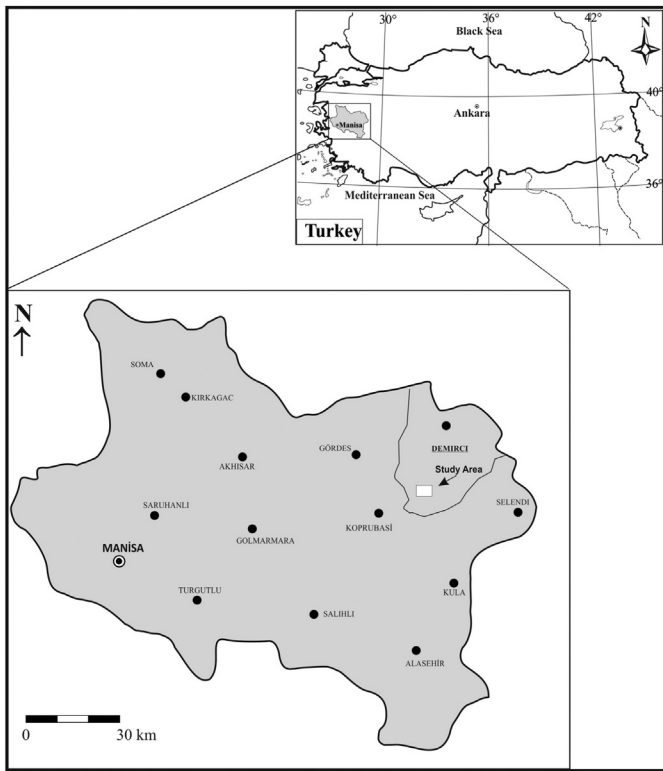 30°
36°
42°
Black Sea
N
40°
Ankara
Manisa
36°
Mediterranean Sea
Turkey
N
SOMA
KIRKAGAC
DEMIRCI
GÖRDES
AKHISAR
Study Area
SELENDI
SARUHANLI
KOPRUBASİ
GOLMARMARA
MANİSA
KULA
TURGUTLU
SALIHLI
ALASEHİR
0 30 km